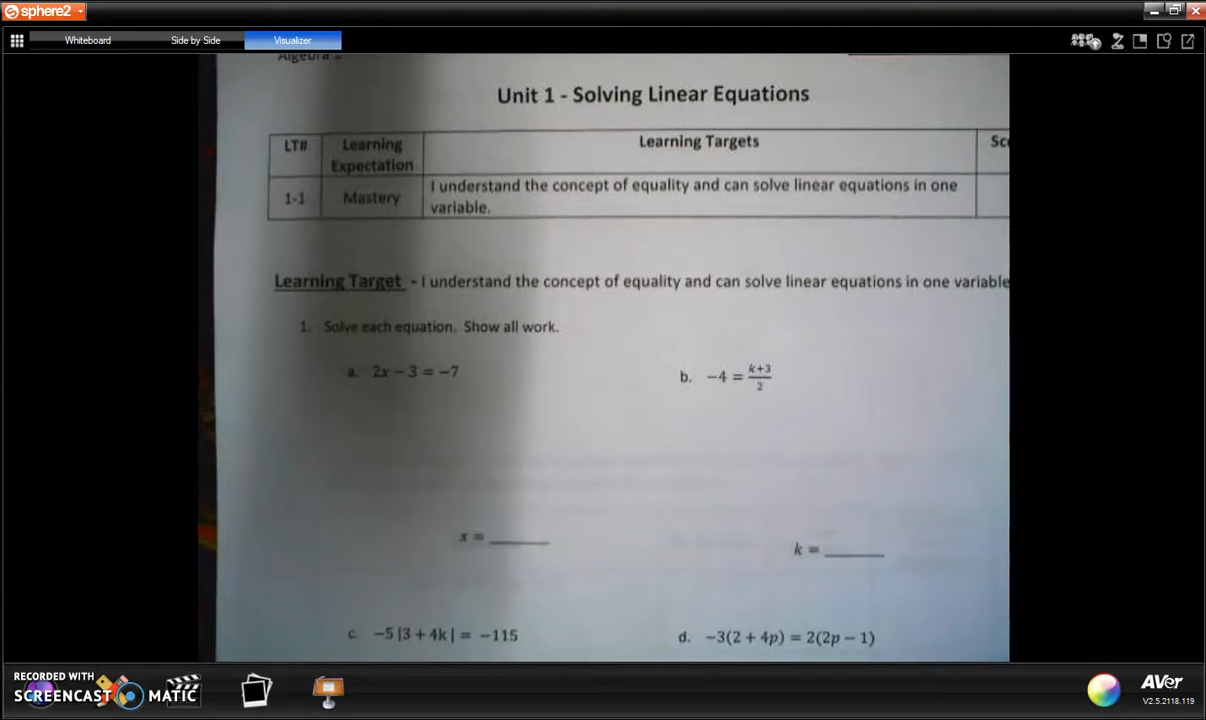 sphere2
Whiteboard
Side by Side
Visualizer
Algebra
Unit 1 - Solving Linear Equations
LT#
Learning
Expectation
Learning Targets
1-1
Mastery
I understand the concept of equality and can solve linear equations in one
variable.
Learning Target - I understand the concept of equality and can solve linear equations in one variable
1. Solve each equation. Show all work.
a. 2x − 3 = −7
b. −4 = (k+3)/2
x = ______
k = ______
c. −5 |3 + 4k| = −115
d. −3(2 + 4p) = 2(2p − 1)
RECORDED WITH
SCREENCAST MATIC
AVer
V2.5.2118.119